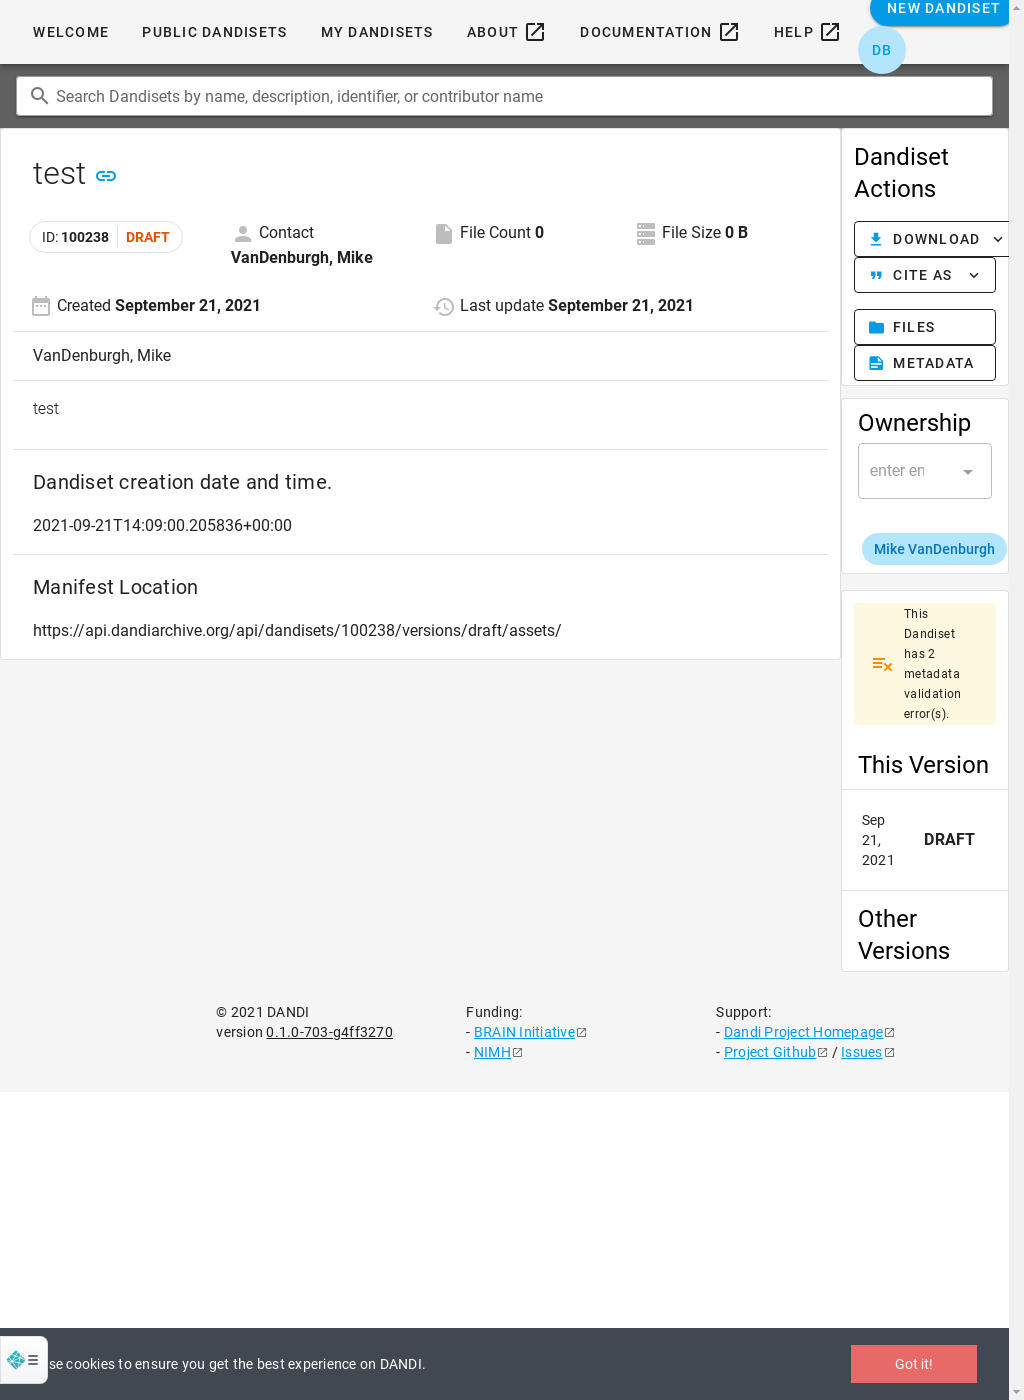 WELCOME PUBLIC DANDISETS MY DANDISETS ABOUT DOCUMENTATION HELP NEW DANDISET
DB
Search Dandisets by name, description, identifier, or contributor name
test
ID: 100238 DRAFT
Contact
VanDenburgh, Mike
File Count 0
File Size 0 B
Created September 21, 2021
Last update September 21, 2021
VanDenburgh, Mike
test
Dandiset creation date and time.
2021-09-21T14:09:00.205836+00:00
Manifest Location
https://api.dandiarchive.org/api/dandisets/100238/versions/draft/assets/
Dandiset
Actions
DOWNLOAD
CITE AS
FILES
METADATA
Ownership
enter
Mike VanDenburgh
This
Dandiset
has 2
metadata
validation
error(s).
This Version
Sep
21,
2021
DRAFT
Other
Versions
© 2021 DANDI
version 0.1.0-703-g4ff3270
Funding:
- BRAIN Initiative
- NIMH
Support:
- Dandi Project Homepage
- Project Github / Issues
cookies to ensure you get the best experience on DANDI.
Got it!